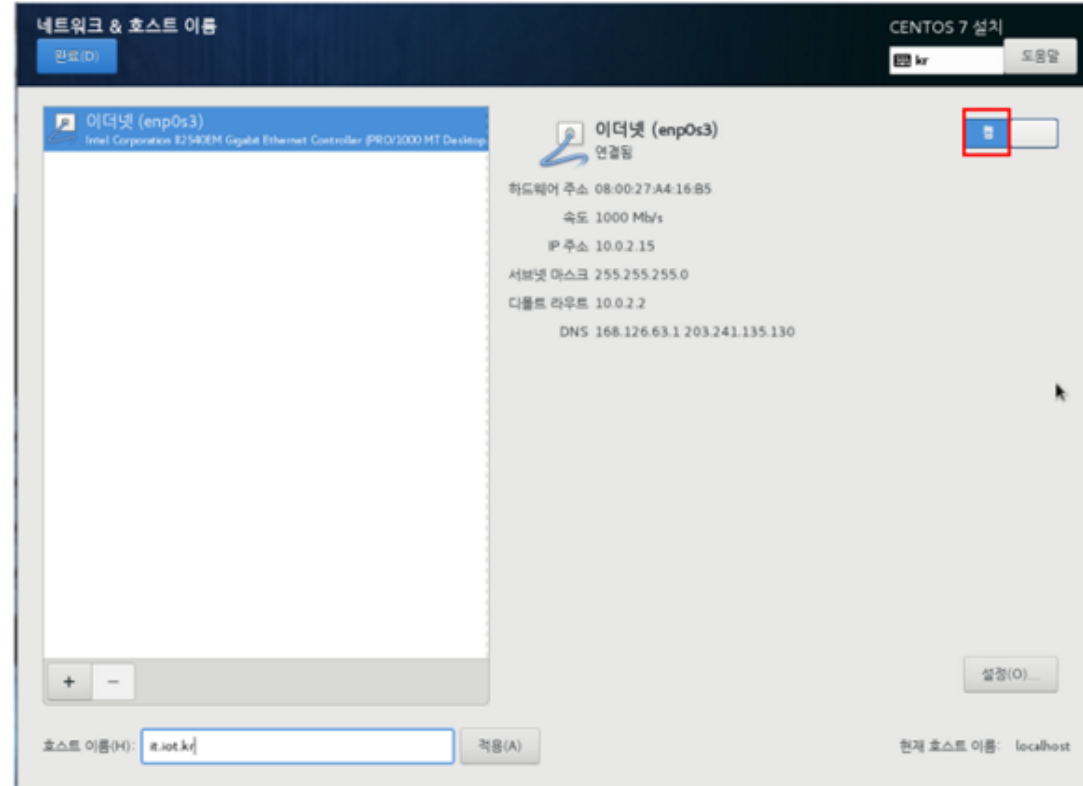 네트워크 & 호스트 이름
CENTOS 7 설치
완료(D)
kr
도움말
이더넷 (enp0s3)
Intel Corporation 82540EM Gigabit Ethernet Controller (PRO/1000 MT Desktop
이더넷 (enp0s3)
연결됨
켬
하드웨어 주소 08:00:27:A4:16:B5
속도 1000 Mb/s
IP 주소 10.0.2.15
서브넷 마스크 255.255.255.0
디폴트 라우트 10.0.2.2
DNS 168.126.63.1 203.241.135.130
+ −
설정(O)...
호스트 이름(H): it.iot.kr
적용(A)
현재 호스트 이름: localhost